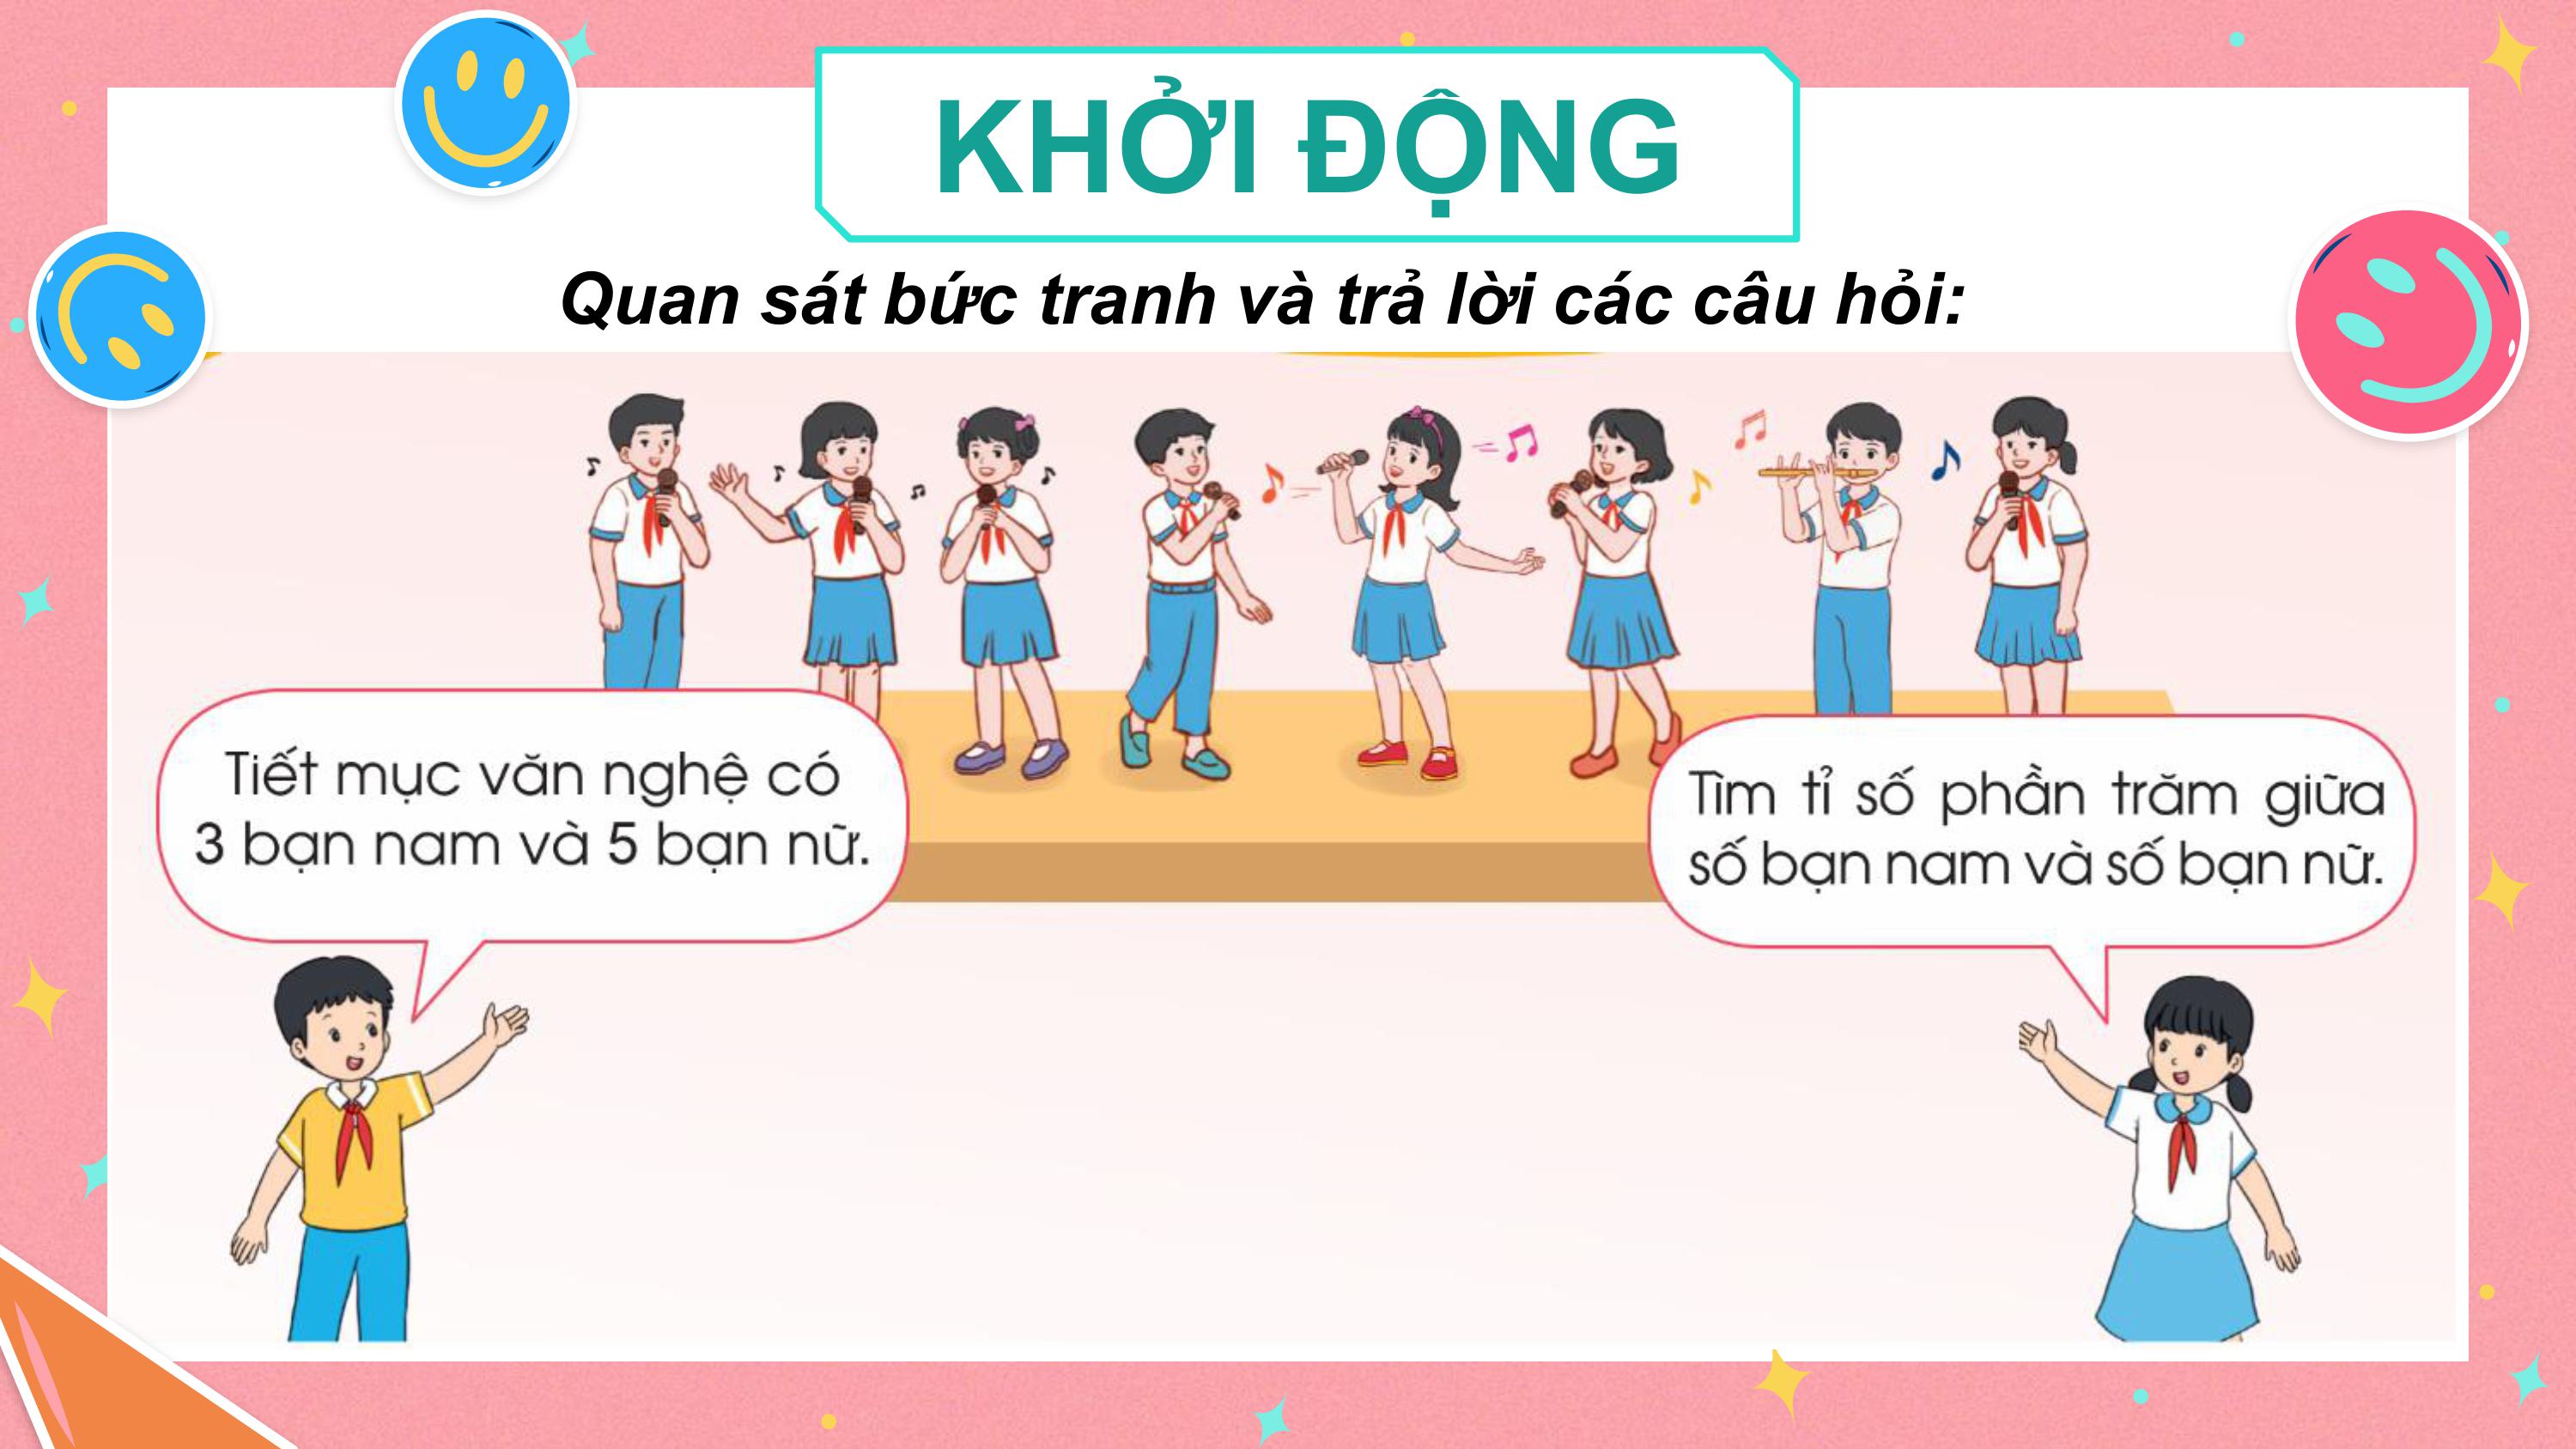 KHỞI ĐỘNG
Quan sát bức tranh và trả lời các câu hỏi:
Tiết mục văn nghệ có
3 bạn nam và 5 bạn nữ.
Tìm tỉ số phần trăm giữa
số bạn nam và số bạn nữ.